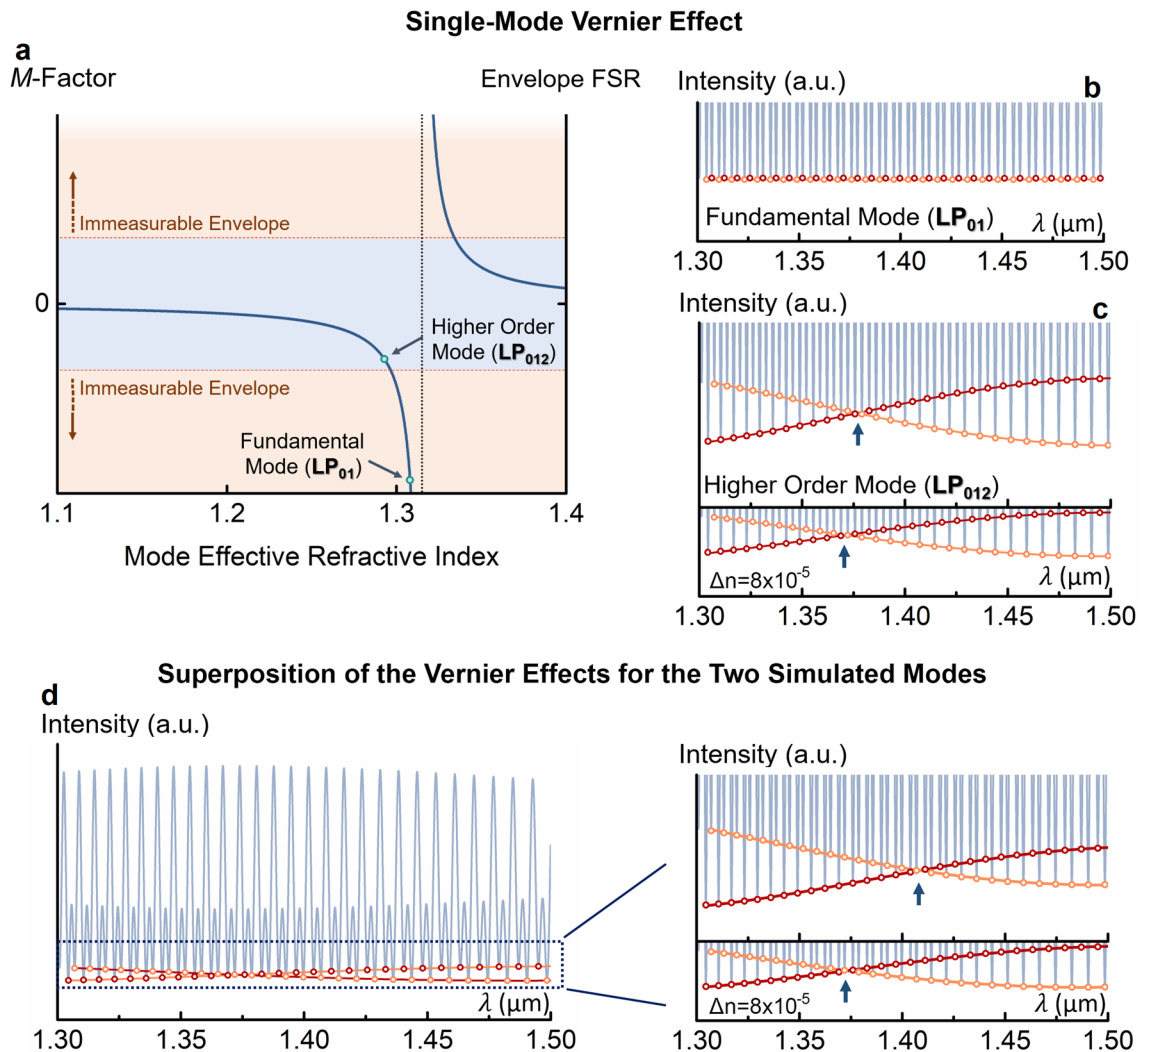 Single-Mode Vernier Effect
a
M-Factor
Envelope FSR
Immeasurable Envelope
0
Higher Order
Mode (LP₀₁₂)
Immeasurable Envelope
Fundamental
Mode (LP₀₁)
1.1 1.2 1.3 1.4
Mode Effective Refractive Index
Intensity (a.u.)
b
Fundamental Mode (LP₀₁) λ (μm)
1.30 1.35 1.40 1.45 1.50
Intensity (a.u.)
c
Higher Order Mode (LP₀₁₂)
Δn=8x10⁻⁵
λ (μm)
1.30 1.35 1.40 1.45 1.50
Superposition of the Vernier Effects for the Two Simulated Modes
d
Intensity (a.u.)
λ (μm)
1.30 1.35 1.40 1.45 1.50
Intensity (a.u.)
Δn=8x10⁻⁵
λ (μm)
1.30 1.35 1.40 1.45 1.50